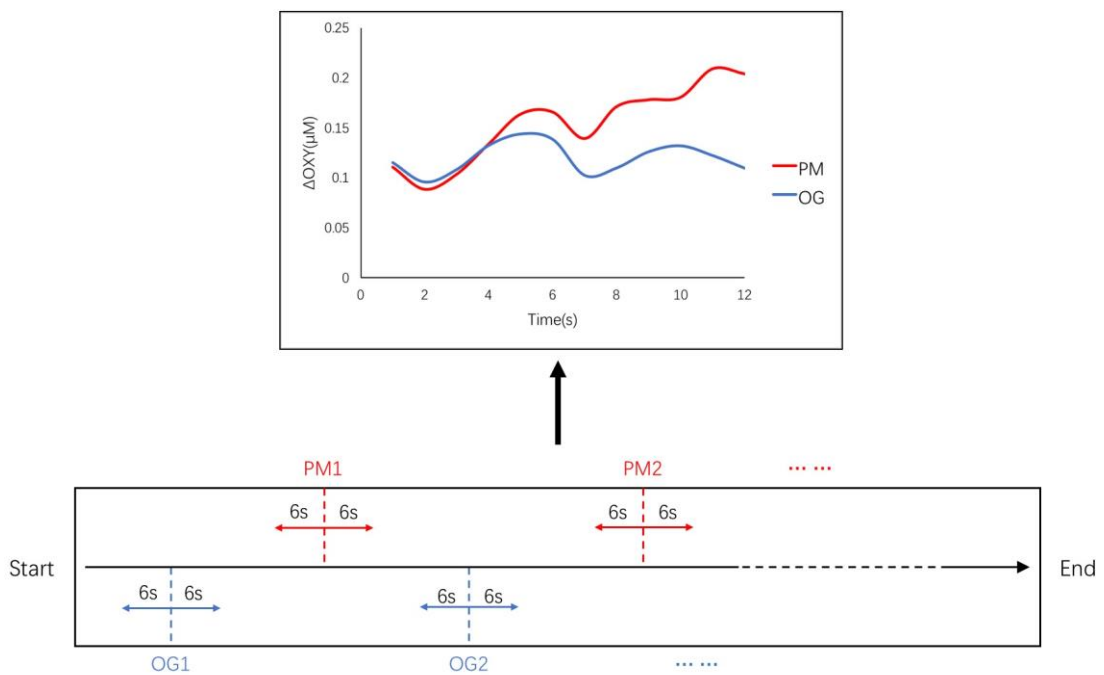 0.25
0.2
0.15
0.1
0.05
0
ΔOXY(μM)
0 2 4 6 8 10 12
Time(s)
PM
OG
PM1 PM2 ... ...
6s 6s 6s 6s
Start End
6s 6s 6s 6s
OG1 OG2 ... ...